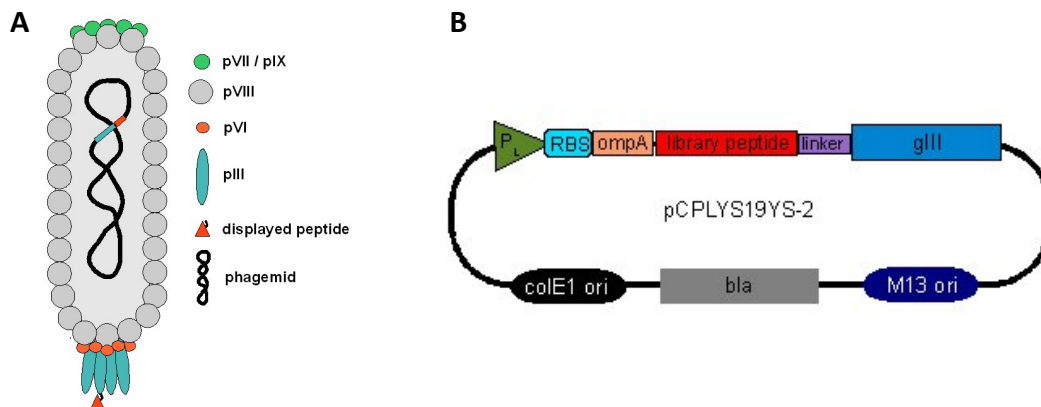 A
pVII / pIX
pVIII
pVI
pIII
displayed peptide
phagemid
B
PL RBS ompA library peptide linker gIII
pCPLYS19YS-2
colE1 ori bla M13 ori